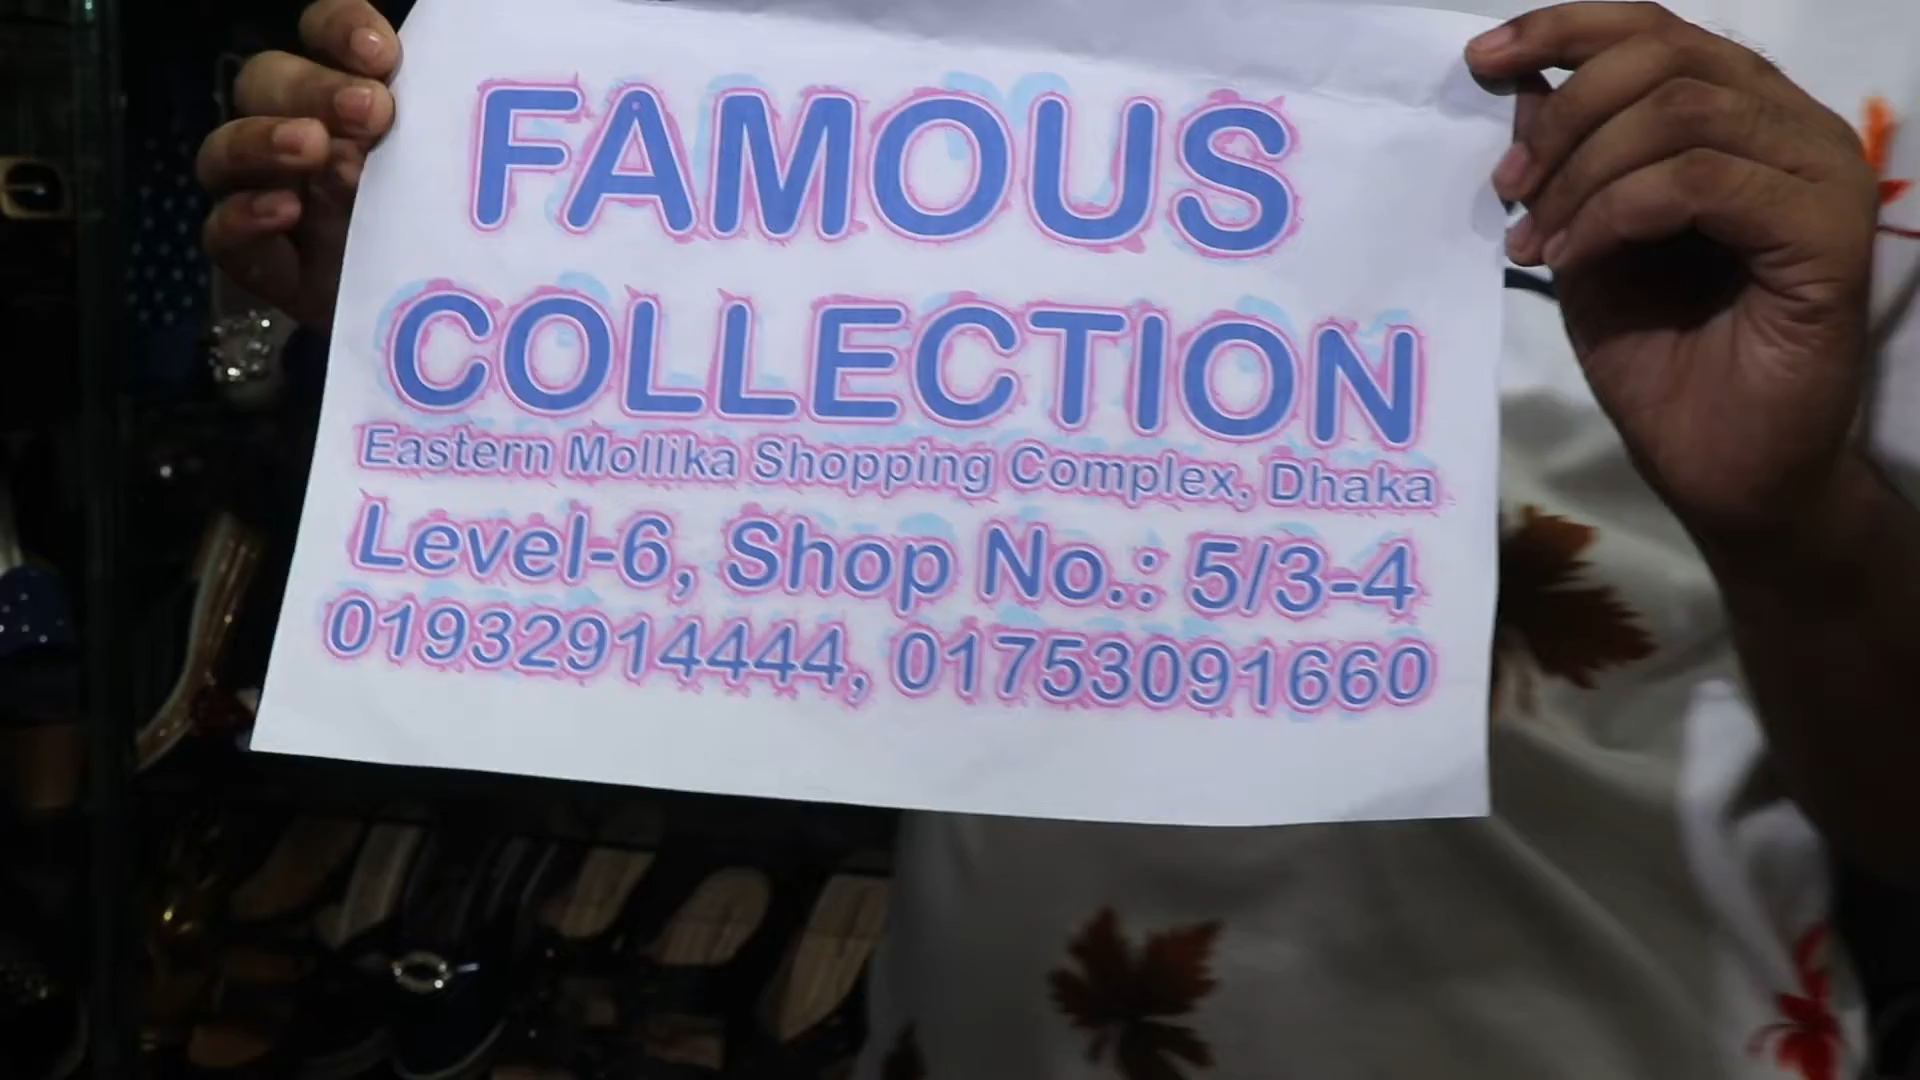 FAMOUS
COLLECTION
Eastern Mollika Shopping Complex, Dhaka
Level-6, Shop No.: 5/3-4
01932914444, 01753091660